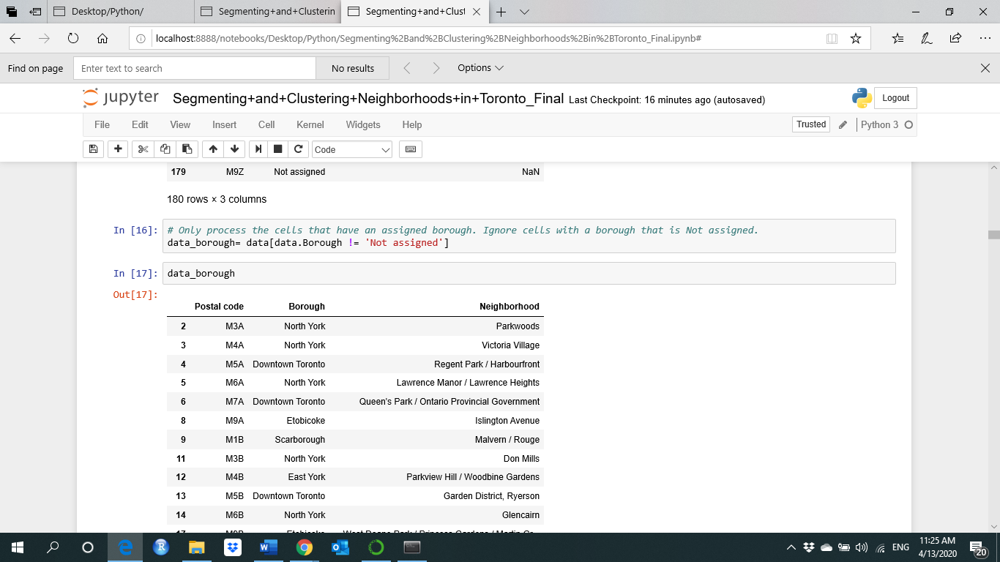 Desktop/Python/
Segmenting+and+Clusterin
Segmenting+and+Clust
localhost:8888/notebooks/Desktop/Python/Segmenting%2Band%2BClustering%2BNeighborhoods%2Bin%2BToronto_Final.ipynb#
Find on page Enter text to search No results Options
jupyter Segmenting+and+Clustering+Neighborhoods+in+Toronto_Final Last Checkpoint: 16 minutes ago (autosaved) Logout
File Edit View Insert Cell Kernel Widgets Help Trusted Python 3
Code
179 M9Z Not assigned NaN
180 rows × 3 columns
In [16]: # Only process the cells that have an assigned borough. Ignore cells with a borough that is Not assigned.
data_borough= data[data.Borough != 'Not assigned']
In [17]: data_borough
Out[17]:
Postal code Borough Neighborhood
2 M3A North York Parkwoods
3 M4A North York Victoria Village
4 M5A Downtown Toronto Regent Park / Harbourfront
5 M6A North York Lawrence Manor / Lawrence Heights
6 M7A Downtown Toronto Queen's Park / Ontario Provincial Government
8 M9A Etobicoke Islington Avenue
9 M1B Scarborough Malvern / Rouge
11 M3B North York Don Mills
12 M4B East York Parkview Hill / Woodbine Gardens
13 M5B Downtown Toronto Garden District, Ryerson
14 M6B North York Glencairn
ENG 11:25 AM
4/13/2020 20